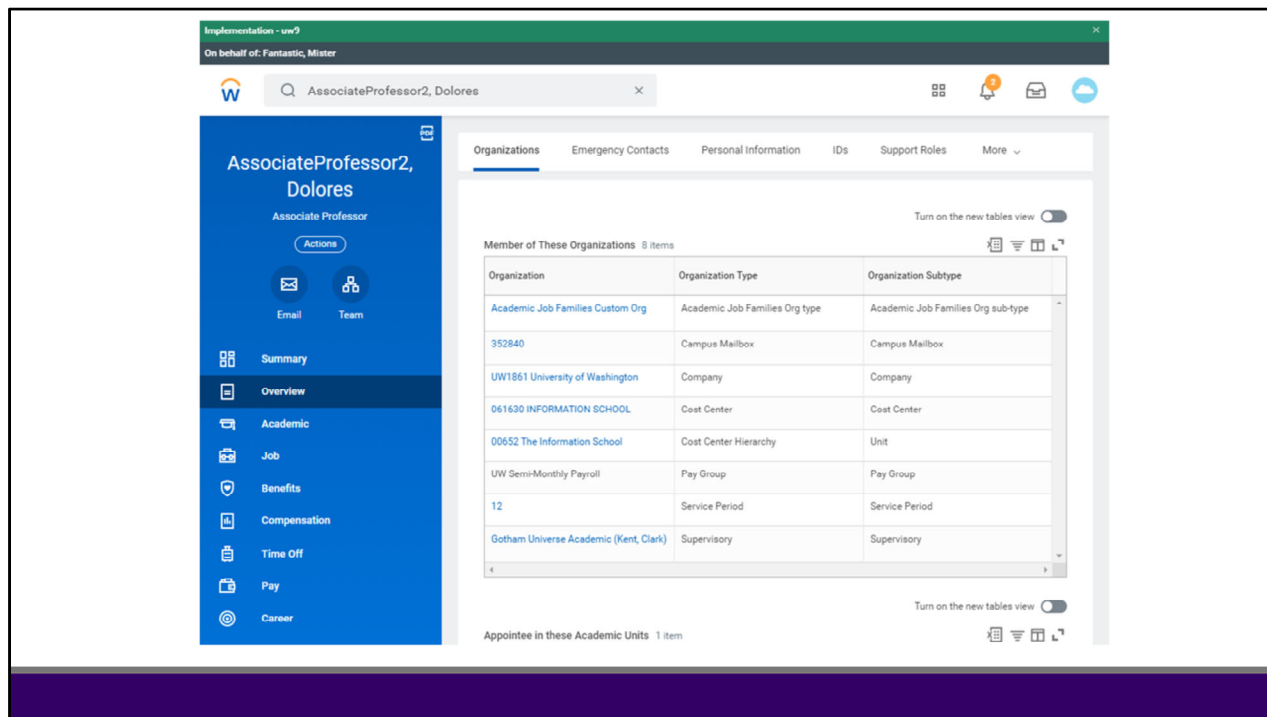 Implementation - uw9
On behalf of: Fantastic, Mister
AssociateProfessor2, Dolores
2
PDF
AssociateProfessor2,
Dolores
Associate Professor
Actions
Email Team
Summary
Overview
Academic
Job
Benefits
Compensation
Time Off
Pay
Career
Organizations Emergency Contacts Personal Information IDs Support Roles More
Turn on the new tables view
Member of These Organizations 8 items
Organization Organization Type Organization Subtype
Academic Job Families Custom Org Academic Job Families Org type Academic Job Families Org sub-type
352840 Campus Mailbox Campus Mailbox
UW1861 University of Washington Company Company
061630 INFORMATION SCHOOL Cost Center Cost Center
00652 The Information School Cost Center Hierarchy Unit
UW Semi-Monthly Payroll Pay Group Pay Group
12 Service Period Service Period
Gotham Universe Academic (Kent, Clark) Supervisory Supervisory
Turn on the new tables view
Appointee in these Academic Units 1 item